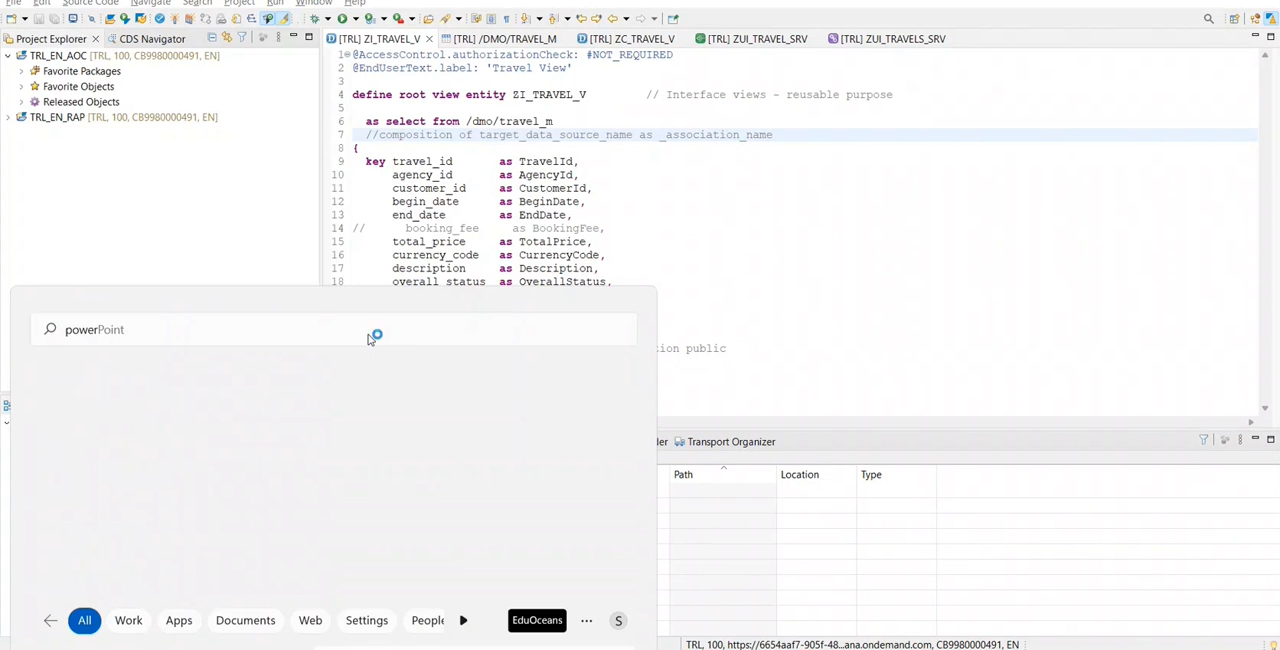 File Edit Source Code Navigate Search Project Run Window Help
Project Explorer
CDS Navigator
[TRL] ZI_TRAVEL_V
[TRL] /DMO/TRAVEL_M
[TRL] ZC_TRAVEL_V
[TRL] ZUI_TRAVEL_SRV
[TRL] ZUI_TRAVELS_SRV
TRL_EN_AOC [TRL, 100, CB9980000491, EN]
Favorite Packages
Favorite Objects
Released Objects
TRL_EN_RAP [TRL, 100, CB9980000491, EN]
1 @AccessControl.authorizationCheck: #NOT_REQUIRED
2 @EndUserText.label: 'Travel View'
3
4 define root view entity ZI_TRAVEL_V // Interface views - reusable purpose
5
6 as select from /dmo/travel_m
7 //composition of target_data_source_name as _association_name
8 {
9 key travel_id as TravelId,
10 agency_id as AgencyId,
11 customer_id as CustomerId,
12 begin_date as BeginDate,
13 end_date as EndDate,
14 // booking_fee as BookingFee,
15 total_price as TotalPrice,
16 currency_code as CurrencyCode,
17 description as Description,
18 overall_status as OverallStatus,
ion public
powerPoint
All Work Apps Documents Web Settings People
EduOceans
S
ler Transport Organizer
Path Location Type
TRL, 100, https://6654aaf7-905f-48...ana.ondemand.com, CB9980000491, EN